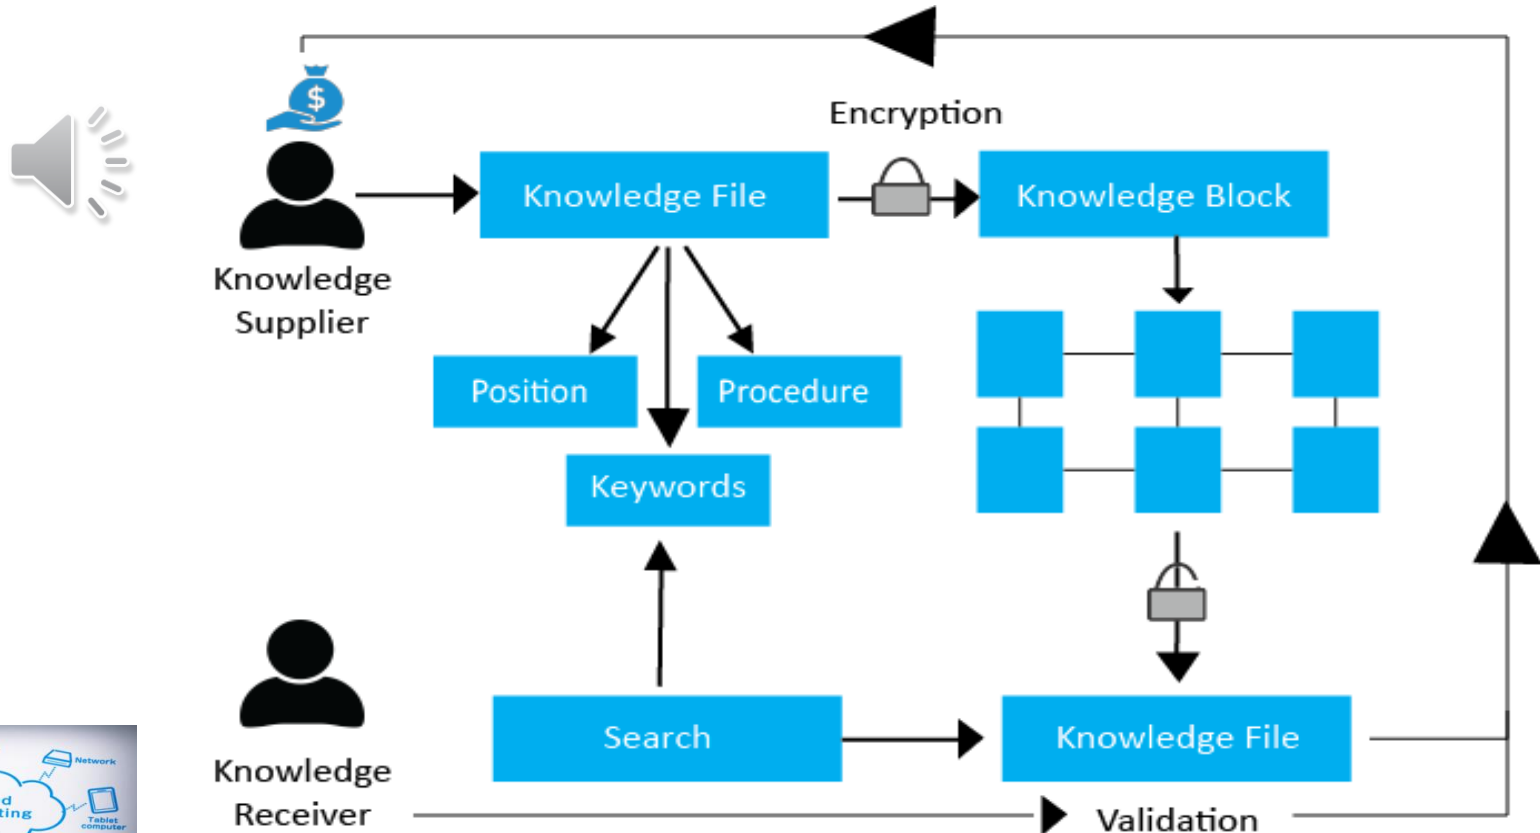 $
Encryption
Knowledge File
Knowledge Block
Knowledge
Supplier
Position
Procedure
Keywords
Search
Knowledge File
Knowledge
Receiver
Validation
Network
Tablet
computer